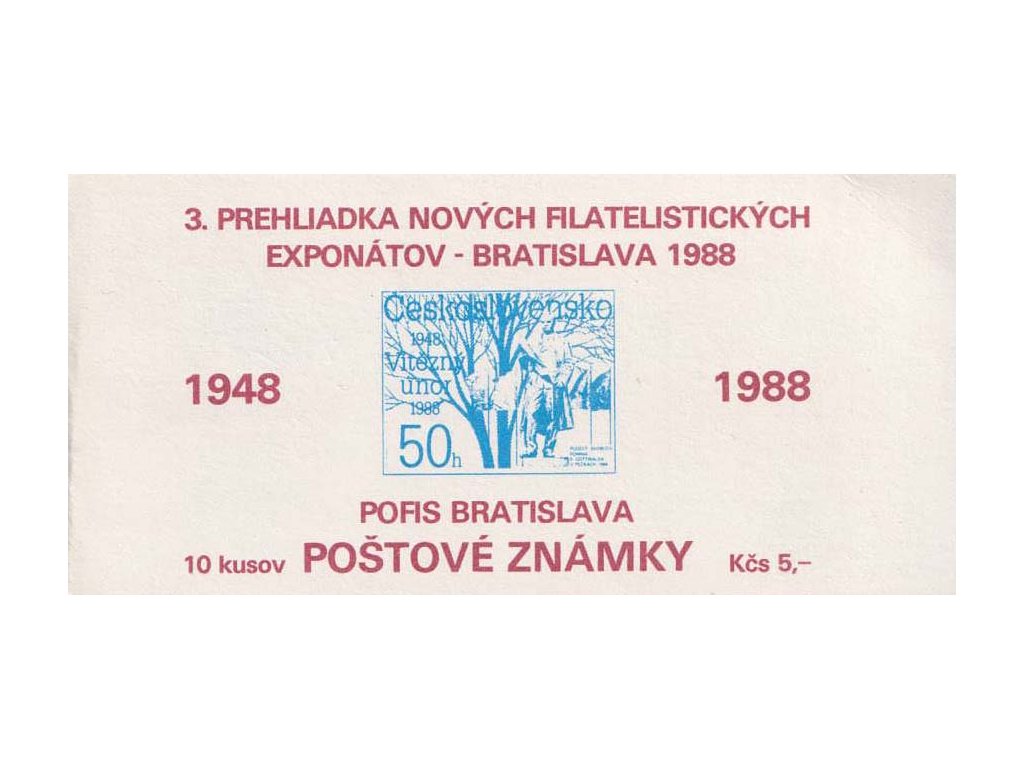 3. PREHLIADKA NOVÝCH FILATELISTICKÝCH
EXPONÁTOV - BRATISLAVA 1988
Československo
1948
Vítězný
únor
1988
50h
1948
1988
POFIS BRATISLAVA
10 kusov POŠTOVÉ ZNÁMKY Kčs 5,–